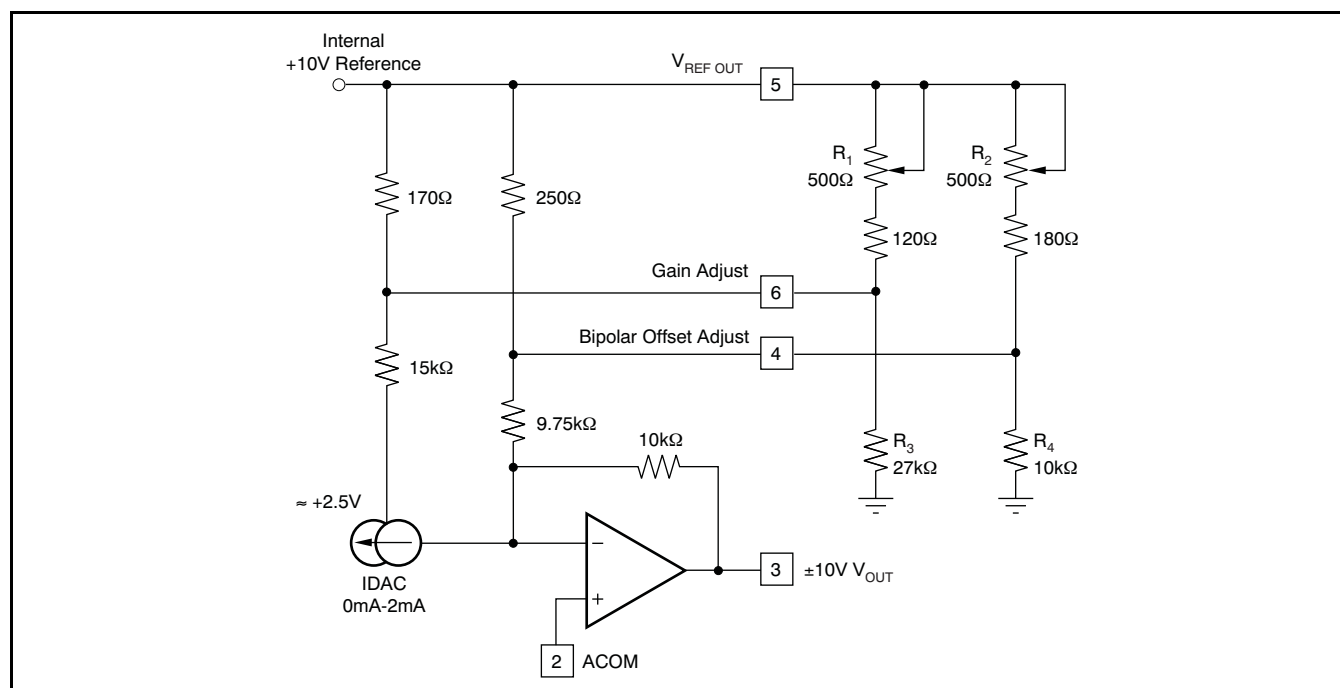 Internal
+10V Reference
V_REF OUT
5
170Ω
250Ω
R₁
500Ω
R₂
500Ω
120Ω
180Ω
Gain Adjust
6
Bipolar Offset Adjust
4
15kΩ
9.75kΩ
10kΩ
R₃
27kΩ
R₄
10kΩ
≈ +2.5V
IDAC
0mA-2mA
−
+
3
±10V V_OUT
2
ACOM